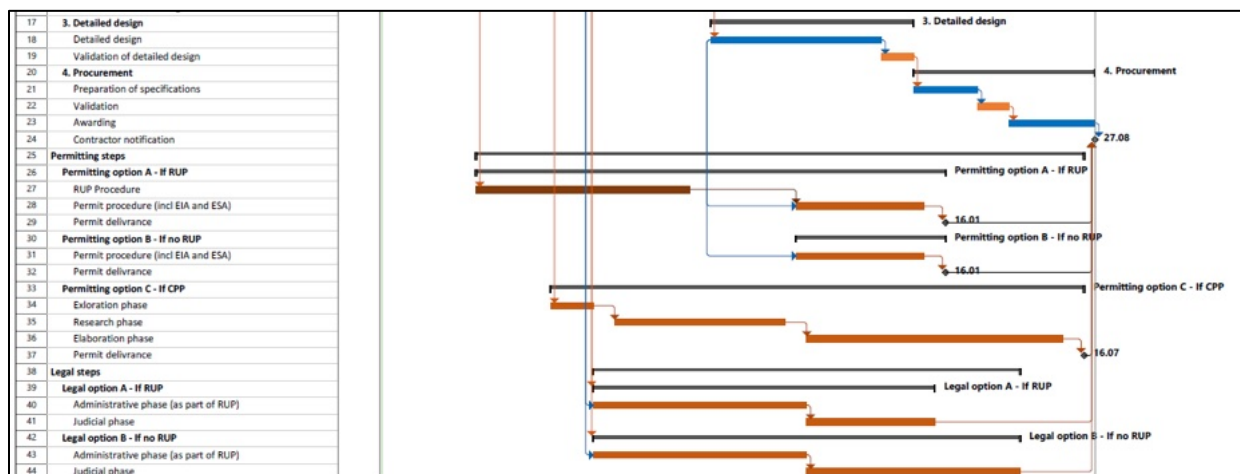 17 3. Detailed design 3. Detailed design
18 Detailed design
19 Validation of detailed design
20 4. Procurement 4. Procurement
21 Preparation of specifications
22 Validation
23 Awarding
24 Contractor notification 27.08
25 Permitting steps
26 Permitting option A - If RUP Permitting option A - If RUP
27 RUP Procedure
28 Permit procedure (incl EIA and ESA)
29 Permit delivrance 16.01
30 Permitting option B - If no RUP Permitting option B - If no RUP
31 Permit procedure (incl EIA and ESA)
32 Permit delivrance 16.01
33 Permitting option C - If CPP Permitting option C - If CPP
34 Exloration phase
35 Research phase
36 Elaboration phase
37 Permit delivrance 16.07
38 Legal steps
39 Legal option A - If RUP Legal option A - If RUP
40 Administrative phase (as part of RUP)
41 Judicial phase
42 Legal option B - If no RUP Legal option B - If no RUP
43 Administrative phase (as part of RUP)
44 Judicial phase